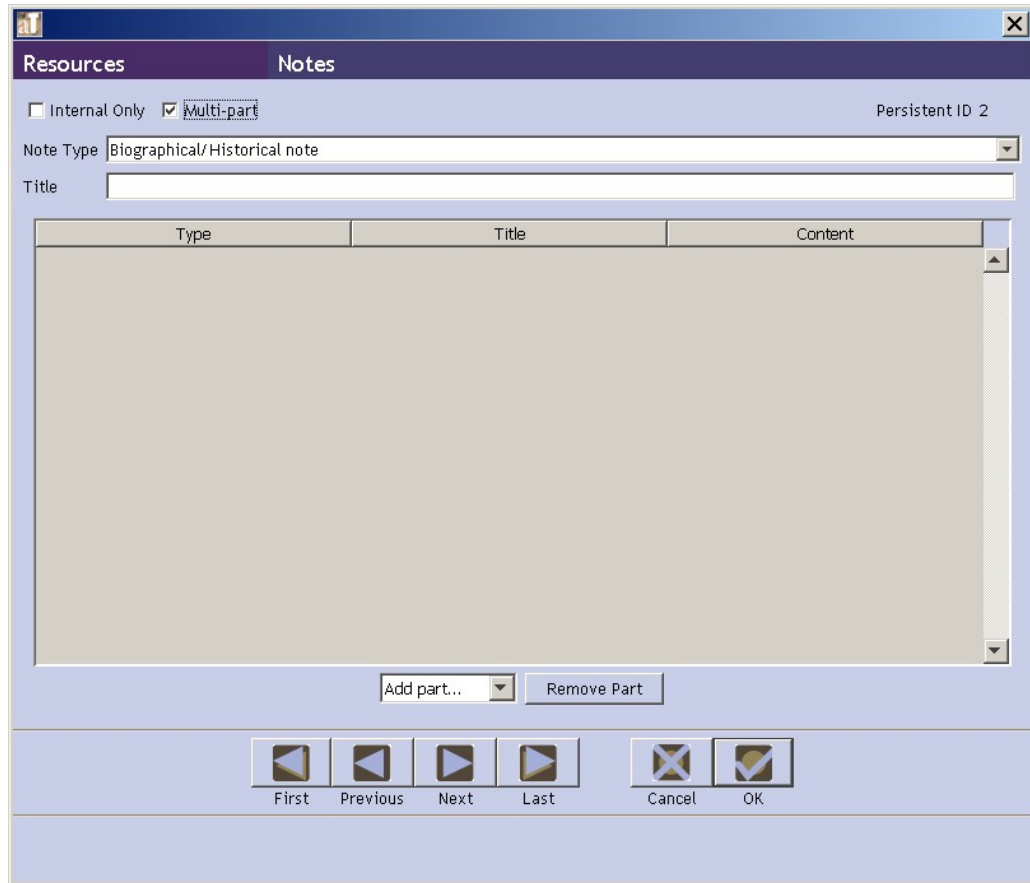 aT
Resources Notes
Internal Only Multi-part Persistent ID 2
Note Type Biographical/Historical note
Title
Type Title Content
Add part... Remove Part
First Previous Next Last Cancel OK